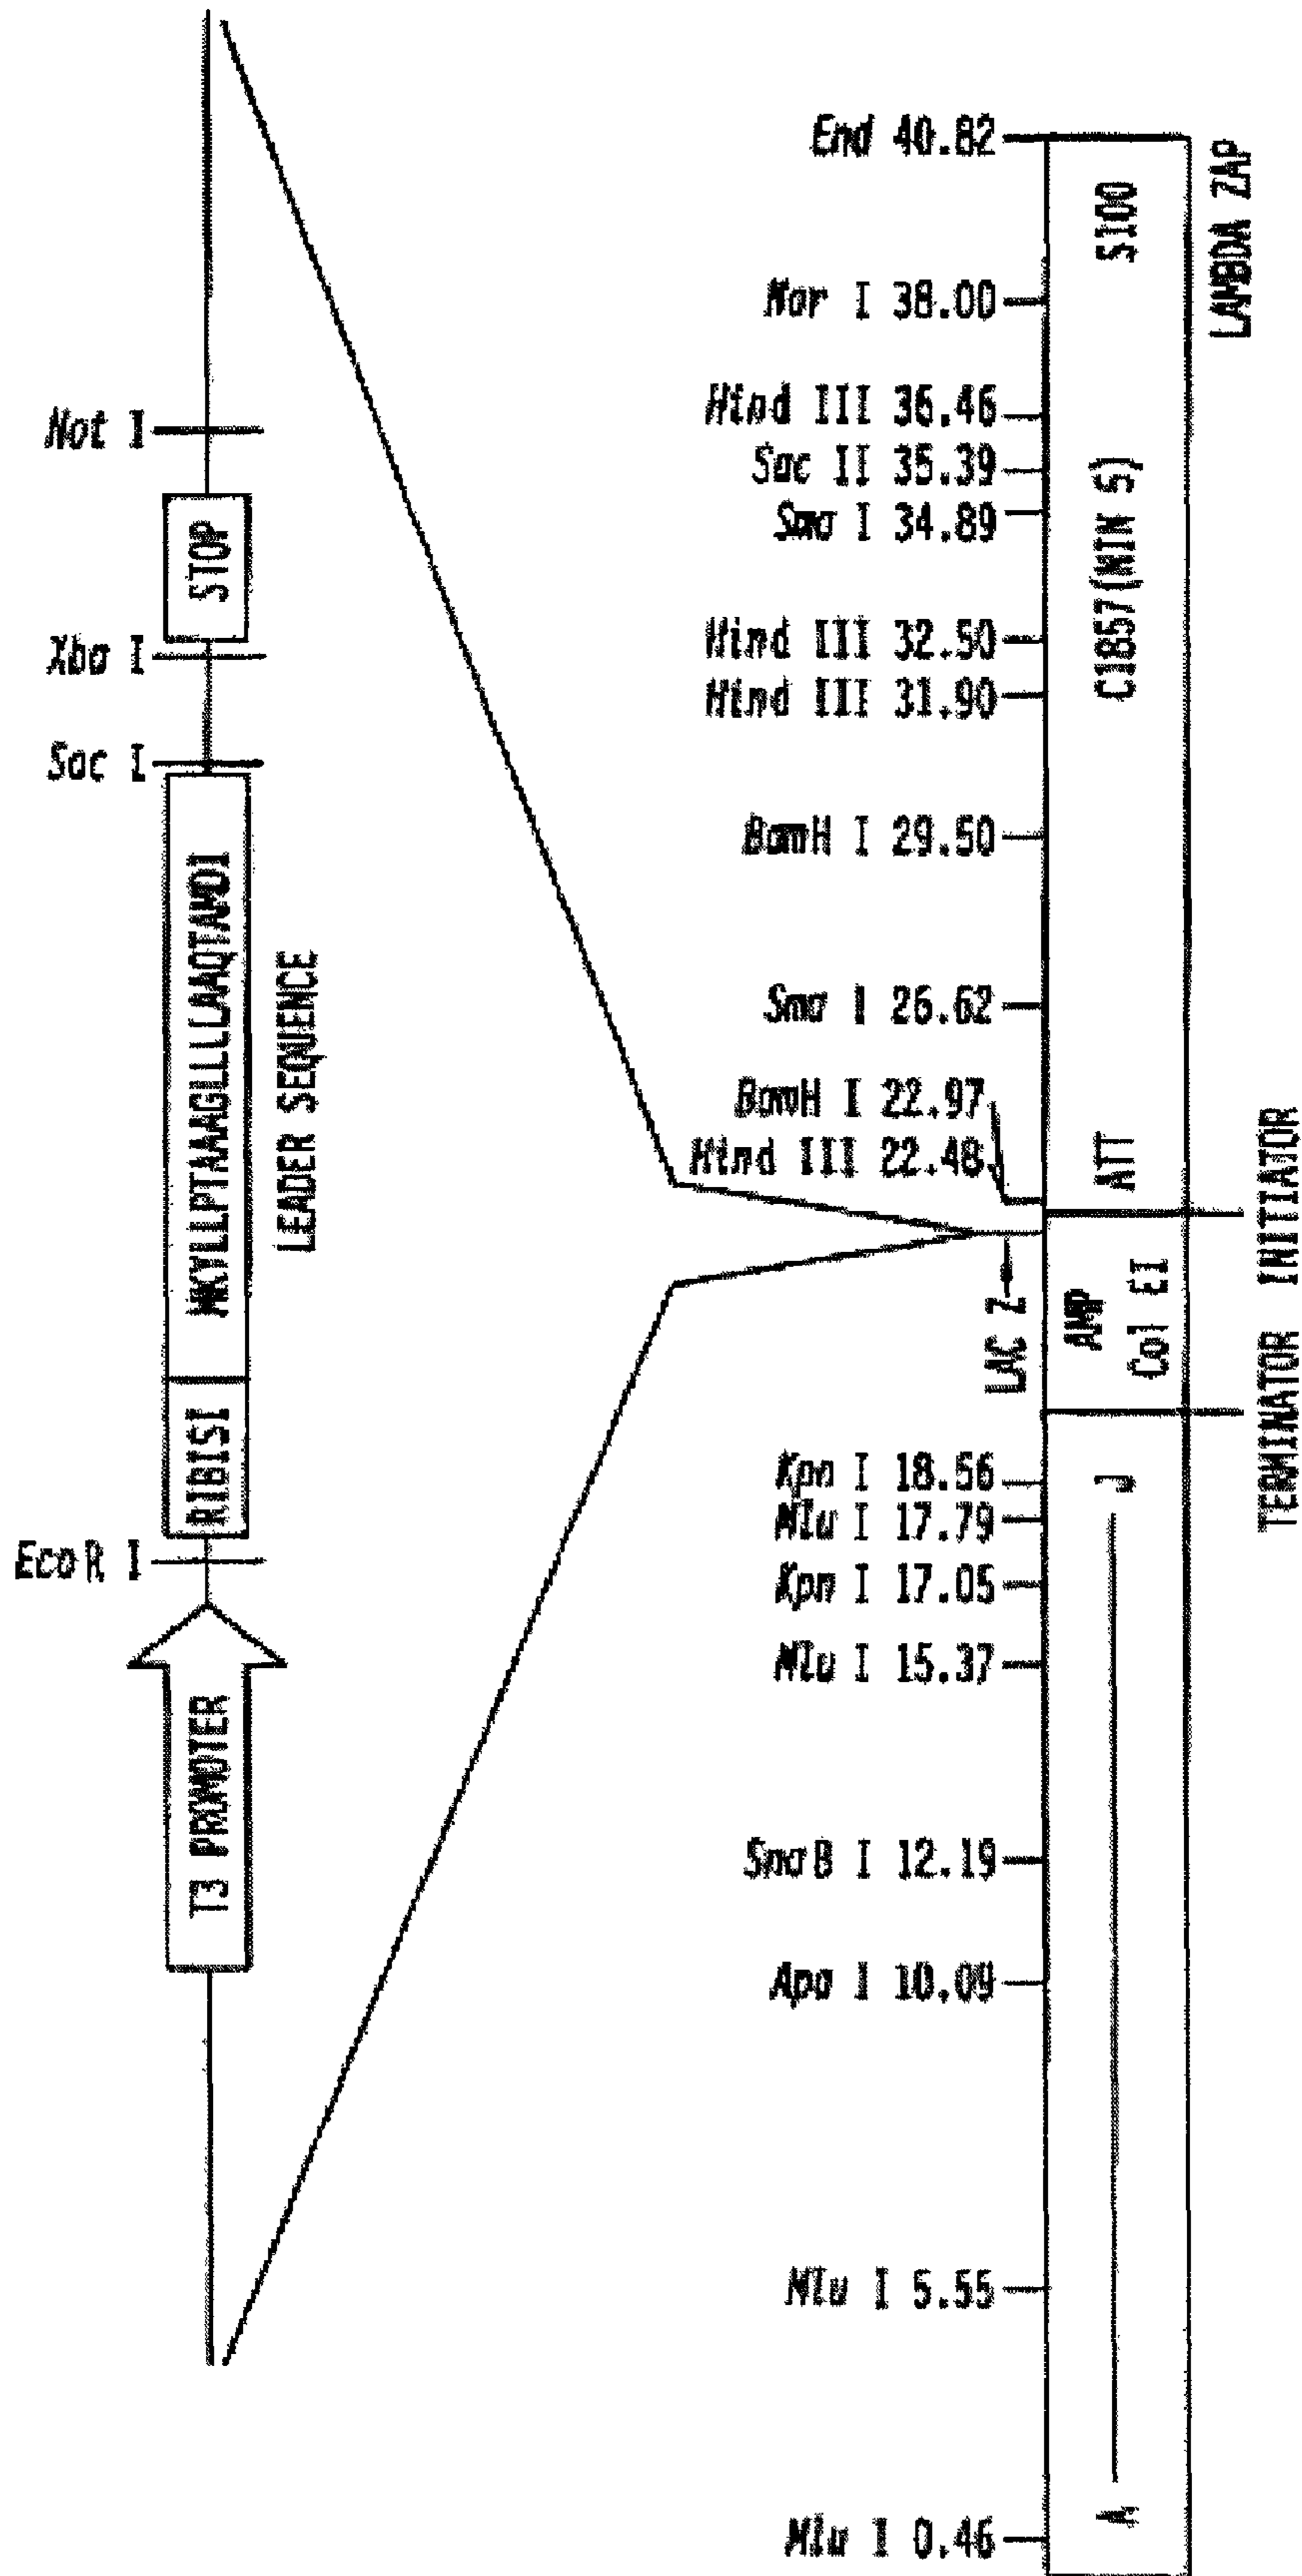 Not I
STOP
Xba I
Sac I
MKYLLPTAAAGLLLLAAQTAMDI
LEADER SEQUENCE
RIBISI
EcoR I
T3 PROMOTER
End 40.82
Nar I 38.00
Hind III 36.46
Sac II 35.39
Sma I 34.89
Hind III 32.50
Hind III 31.90
BamH I 29.50
Sma I 26.62
BamH I 22.97
Hind III 22.48
LAC Z
Kpn I 18.56
Mlu I 17.79
Kpn I 17.05
Mlu I 15.37
SnaB I 12.19
Apa I 10.09
Mlu I 5.55
Mlu I 0.46
S100
C1857(NIN 5)
ATT
AMP
Col EI
J
A
LAMBDA ZAP
INITIATOR
TERMINATOR